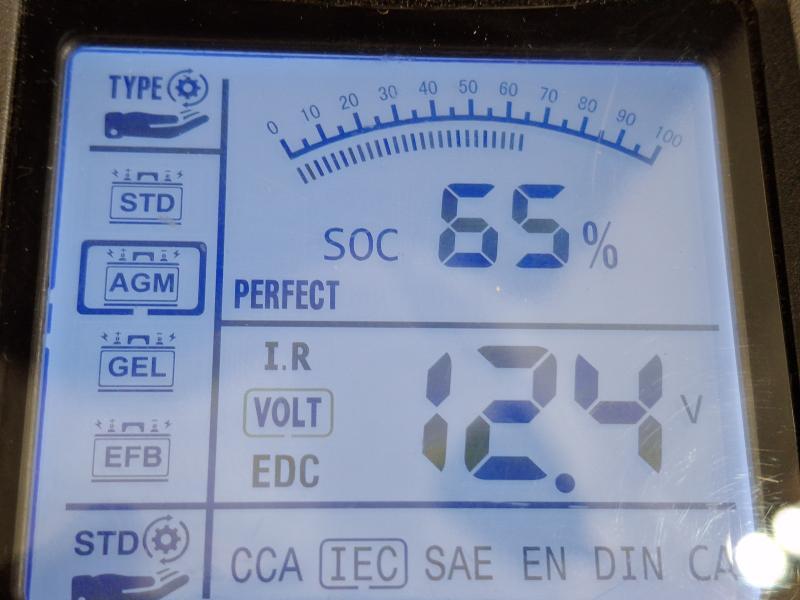 TYPE
0 10 20 30 40 50 60 70 80 90 100
STD
SOC 65%
AGM
PERFECT
GEL
I.R
VOLT
12.4 V
EFB
EDC
STD
CCA IEC SAE EN DIN CA